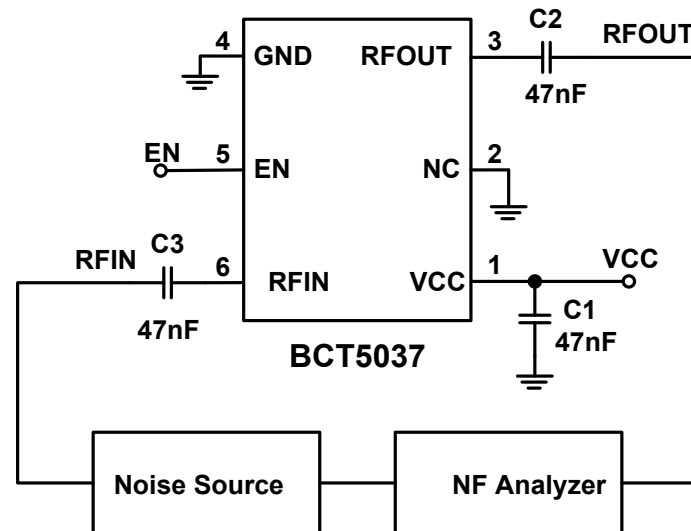 C2
RFOUT
4
GND
RFOUT
3
47nF
EN
5
EN
NC
2
C3
RFIN
6
RFIN
VCC
1
VCC
47nF
C1
47nF
BCT5037
Noise Source
NF Analyzer